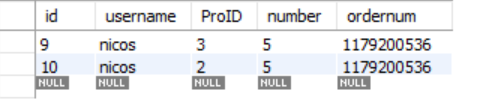 id username ProID number ordernum
9 nicos 3 5 1179200536
10 nicos 2 5 1179200536
NULL NULL NULL NULL NULL